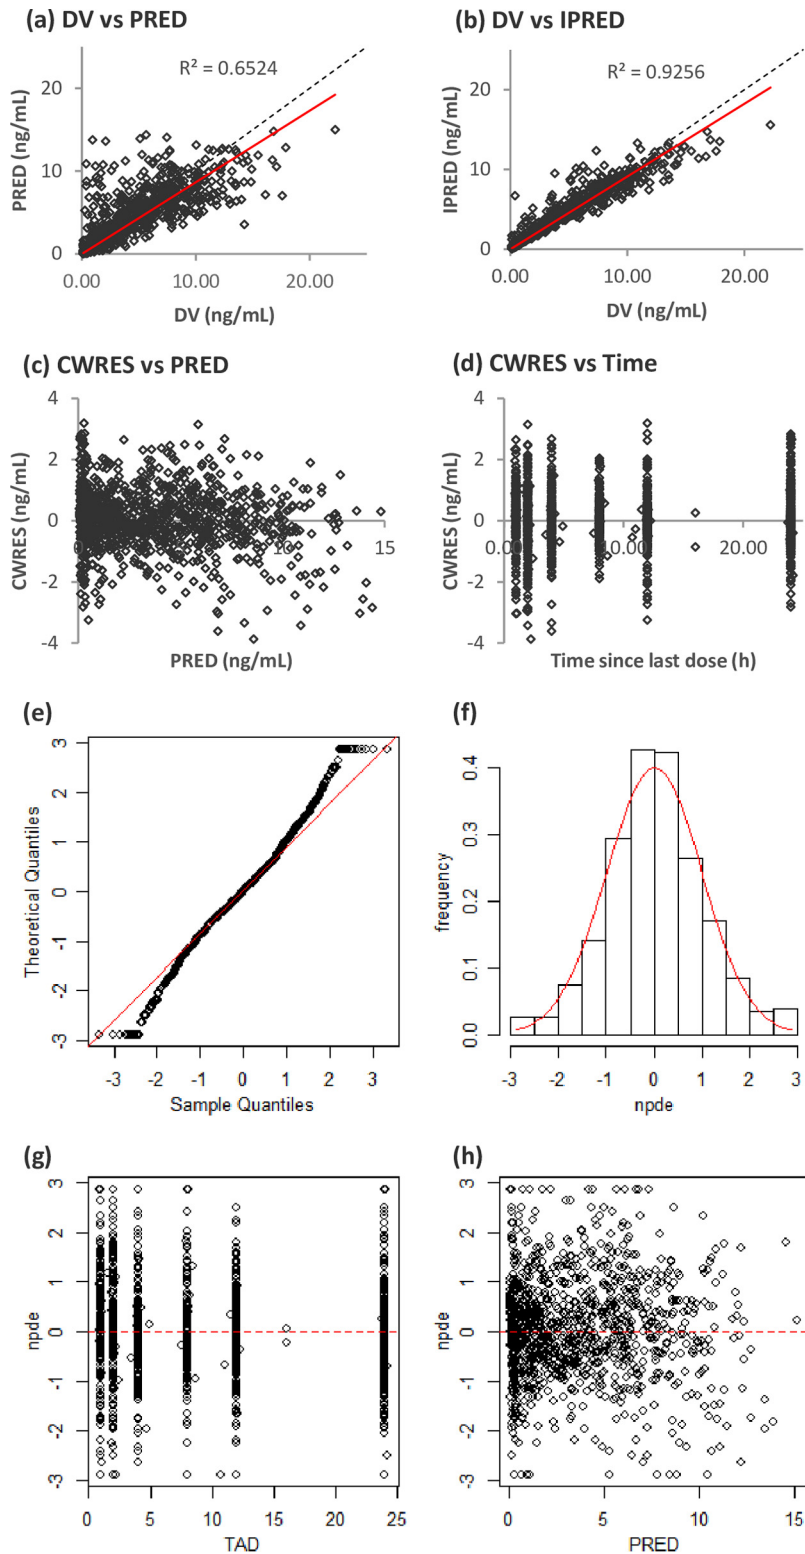 (a) DV vs PRED
R² = 0.6524
PRED (ng/mL)
20
10
0
0.00 10.00 20.00
DV (ng/mL)
(b) DV vs IPRED
R² = 0.9256
IPRED (ng/mL)
20
10
0
0.00 10.00 20.00
DV (ng/mL)
(c) CWRES vs PRED
CWRES (ng/mL)
4
2
0
-2
-4
15
PRED (ng/mL)
(d) CWRES vs Time
CWRES (ng/mL)
4
2
0
-2
-4
0.00 10.00 20.00
Time since last dose (h)
(e)
Theoretical Quantiles
3
2
1
0
-1
-2
-3
-3 -2 -1 0 1 2 3
Sample Quantiles
(f)
frequency
0.4
0.3
0.2
0.1
0.0
-3 -2 -1 0 1 2 3
npde
(g)
npde
3
2
1
0
-1
-2
-3
0 5 10 15 20 25
TAD
(h)
npde
3
2
1
0
-1
-2
-3
0 5 10 15
PRED